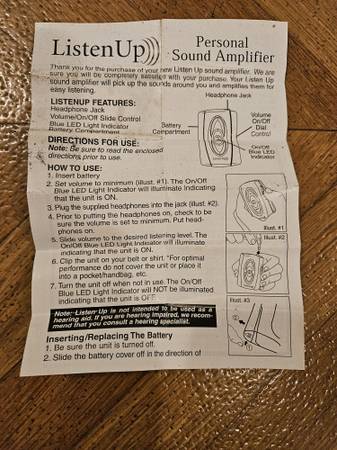 ListenUp
Personal
Sound Amplifier
Thank you for the purchase of your new Listen Up sound amplifier. We are
sure you will be completely satisfied with your purchase. Your Listen Up
sound amplifier will pick up the sounds around you and amplifies them for
easy listening.
Headphone Jack
LISTENUP FEATURES:
Headphone Jack
Volume/On/Off Slide Control
Blue LED Light Indicator
Battery Compartment
Battery
Compartment
Volume
On/Off
Dial
Control
On/Off
Blue LED
Indicator
DIRECTIONS FOR USE:
Note: Be sure to read the enclosed
directions prior to use.
HOW TO USE:
1. Insert battery
2. Set volume to minimum (illust. #1). The On/Off
Blue LED Light Indicator will illuminate indicating
that the unit is ON.
3. Plug the supplied headphones into the jack (illust. #2).
4. Prior to putting the headphones on, check to be
sure the volume is set to minimum. Put head-
phones on.
5. Slide volume to the desired listening level. The
On/Off Blue LED Light Indicator will illuminate
indicating that the unit is ON.
6. Clip the unit on your belt or shirt. *For optimal
performance do not cover the unit or place it
into a pocket/handbag, etc.
7. Turn the unit off when not in use. The On/Off
Blue LED Light Indicator will NOT be illuminated
indicating that the unit is OFF
Illust. #1
Illust. #2
Illust. #3
Note: Listen Up is not intended to be used as a
hearing aid. If you are hearing impaired, we recom-
mend that you consult a hearing specialist.
Inserting/Replacing The Battery
1. Be sure the unit is turned off.
2. Slide the battery cover off in the direction of